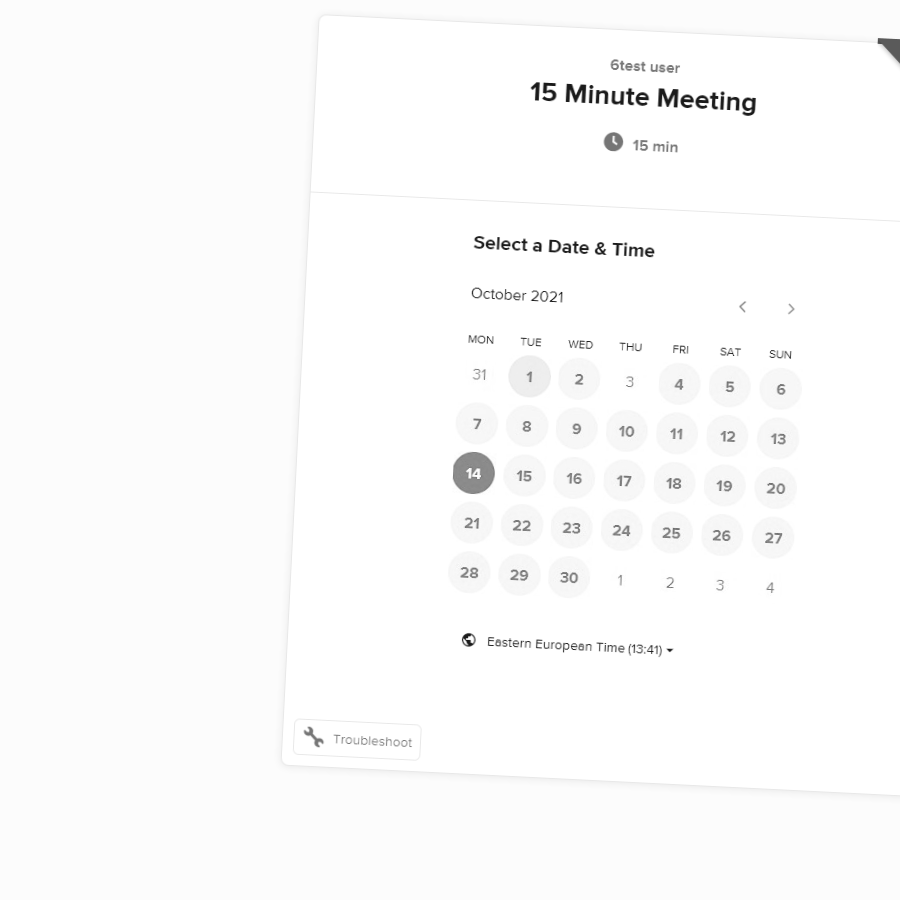 6test user
15 Minute Meeting
15 min
Select a Date & Time
October 2021
MON TUE WED THU FRI SAT SUN
31 1 2 3 4 5 6
7 8 9 10 11 12 13
14 15 16 17 18 19 20
21 22 23 24 25 26 27
28 29 30 1 2 3 4
Eastern European Time (13:41)
Troubleshoot